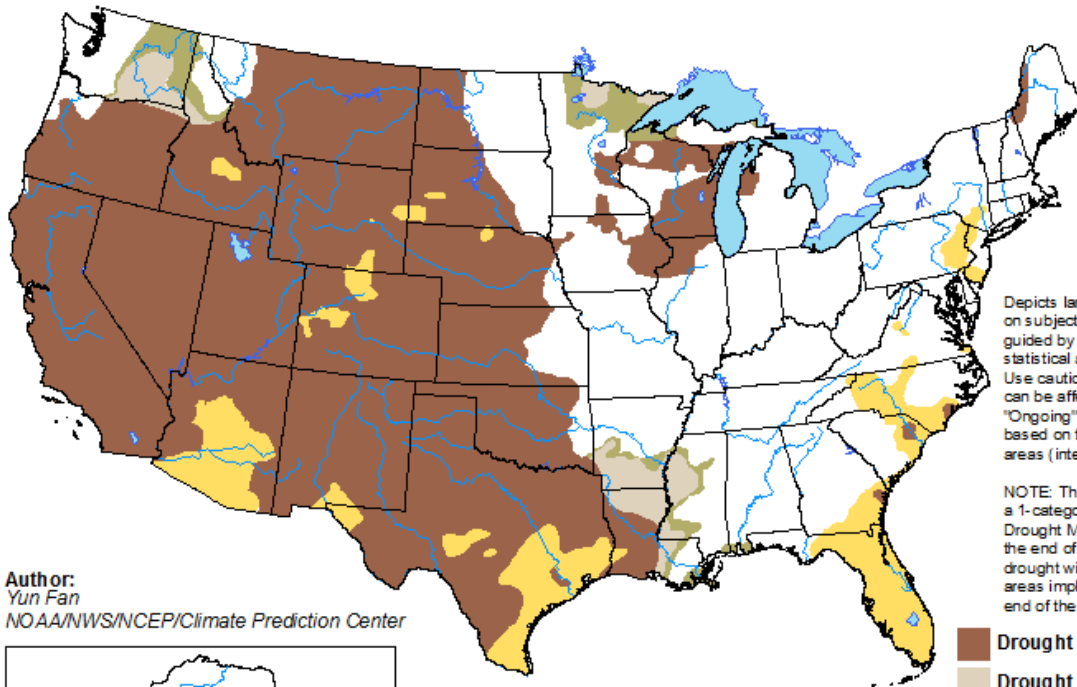 Depicts la
on subject
guided by
statistical a
Use cautio
can be affe
"Ongoing"
based on t
areas (inte
NOTE: Th
a 1-catego
Drought M
the end of
drought wi
areas impl
end of the
Author:
Yun Fan
NOAA/NWS/NCEP/Climate Prediction Center
Drought
Drought